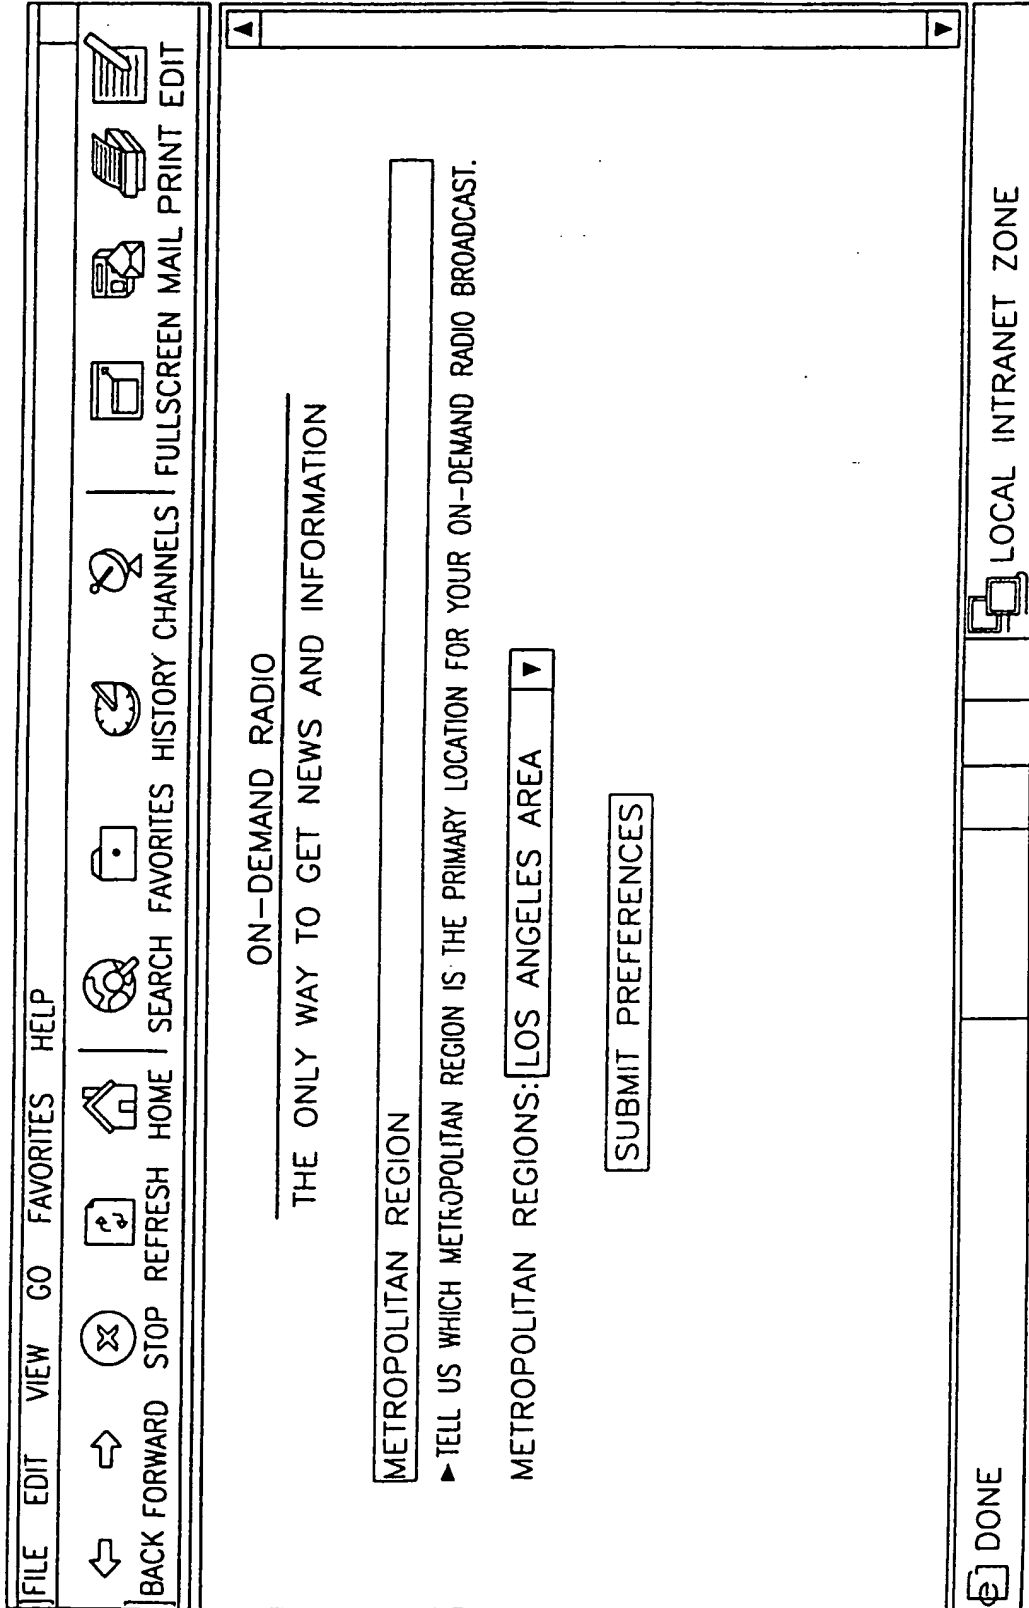 FILE EDIT VIEW GO FAVORITES HELP
BACK FORWARD STOP REFRESH HOME SEARCH FAVORITES HISTORY CHANNELS FULLSCREEN MAIL PRINT EDIT
ON-DEMAND RADIO
THE ONLY WAY TO GET NEWS AND INFORMATION
METROPOLITAN REGION
►TELL US WHICH METROPOLITAN REGION IS THE PRIMARY LOCATION FOR YOUR ON-DEMAND RADIO BROADCAST.
METROPOLITAN REGIONS: LOS ANGELES AREA ▼
SUBMIT PREFERENCES
DONE LOCAL INTRANET ZONE